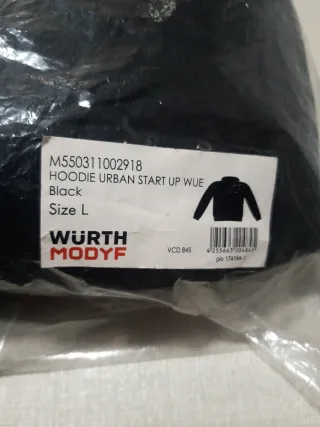 M550311002918
HOODIE URBAN START UP WUE
Black
Size L
WÜRTH
MODYF
VCD 845